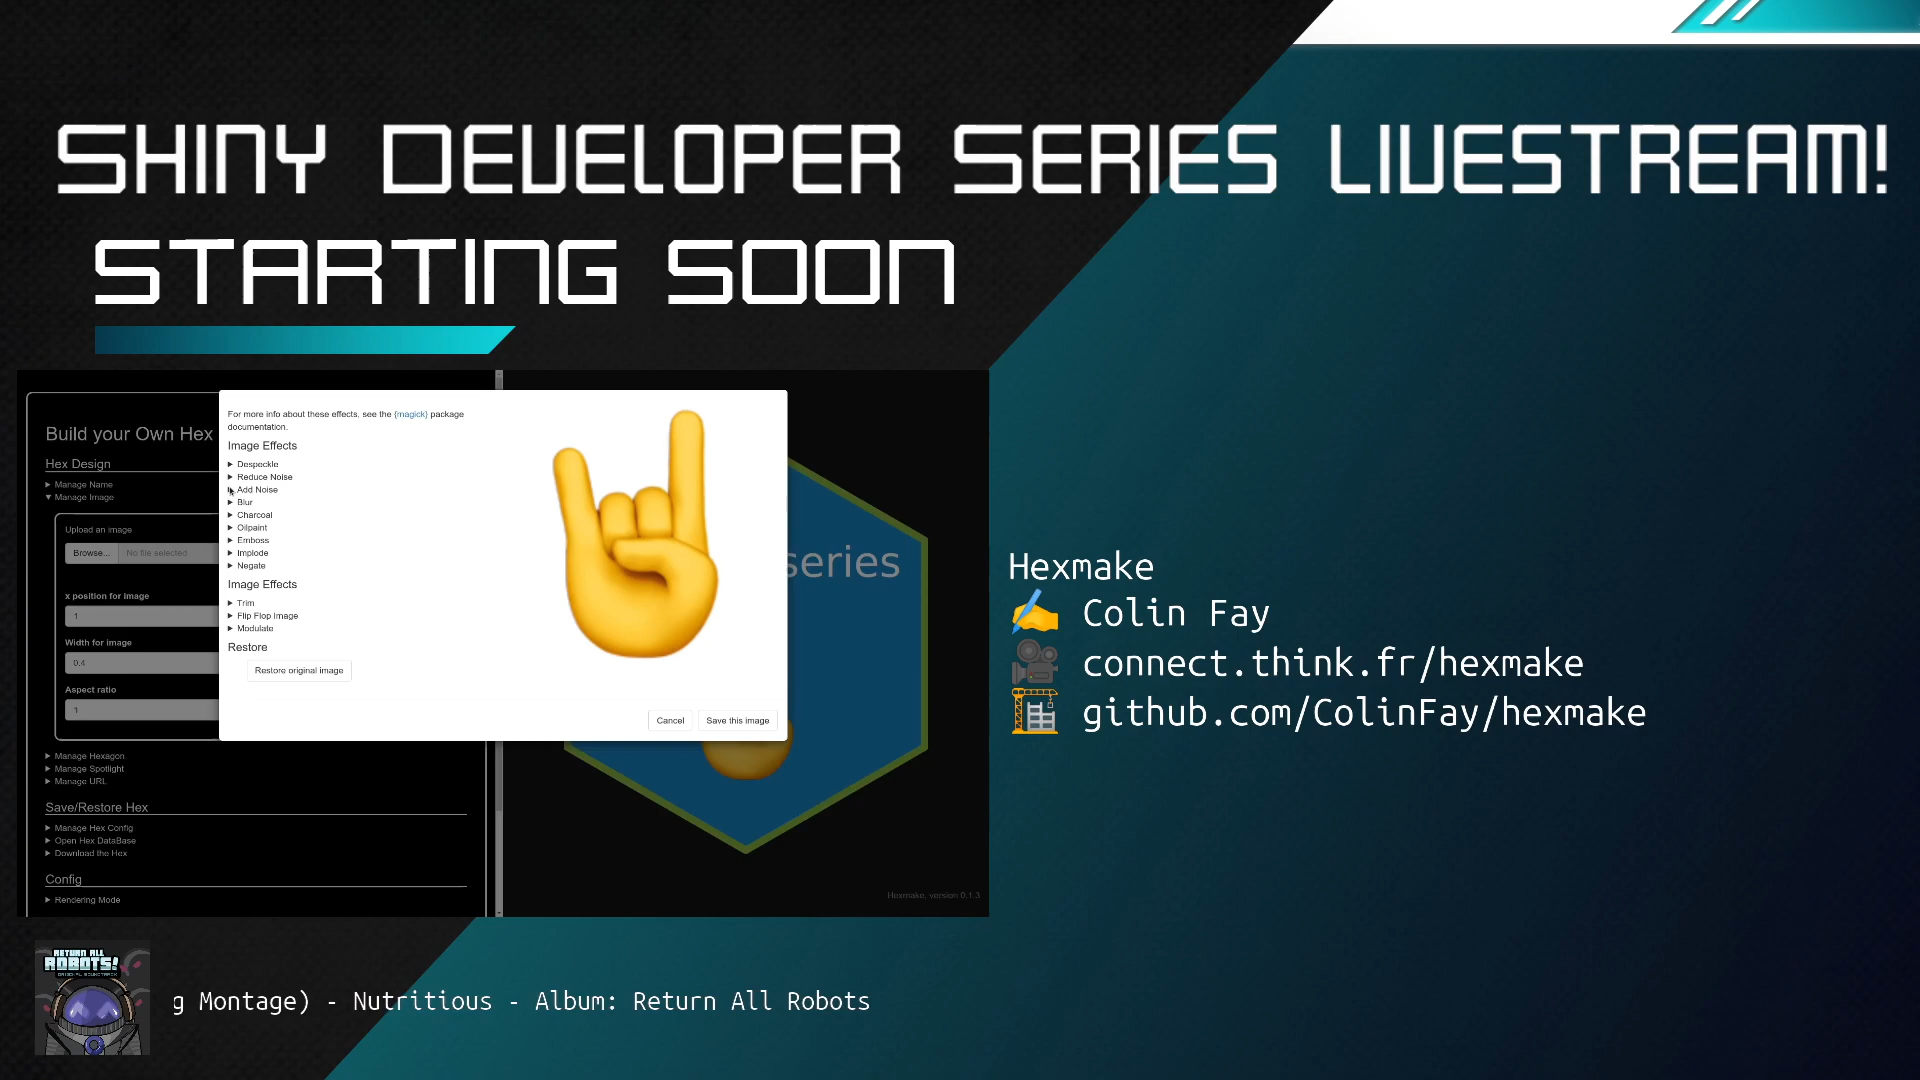 SHINY DEVELOPER SERIES LIVESTREAM!
STARTING SOON
Build your Own Hex
Hex Design
Manage Name
Manage Image
Upload an image
Browse... No file selected
x position for image
1
Width for image
0.4
Aspect ratio
1
Manage Hexagon
Manage Spotlight
Manage URL
Save/Restore Hex
Manage Hex Config
Open Hex DataBase
Download the Hex
Config
Rendering Mode
For more info about these effects, see the {magick} package
documentation.
Image Effects
Despeckle
Reduce Noise
Add Noise
Blur
Charcoal
Oilpaint
Emboss
Implode
Negate
Image Effects
Trim
Flip Flop Image
Modulate
Restore
Restore original image
Cancel Save this image
series
Hexmake, version 0.1.3
Hexmake
Colin Fay
connect.think.fr/hexmake
github.com/ColinFay/hexmake
RETURN ALL
ROBOTS!
ORIGINAL SOUNDTRACK
g Montage) - Nutritious - Album: Return All Robots